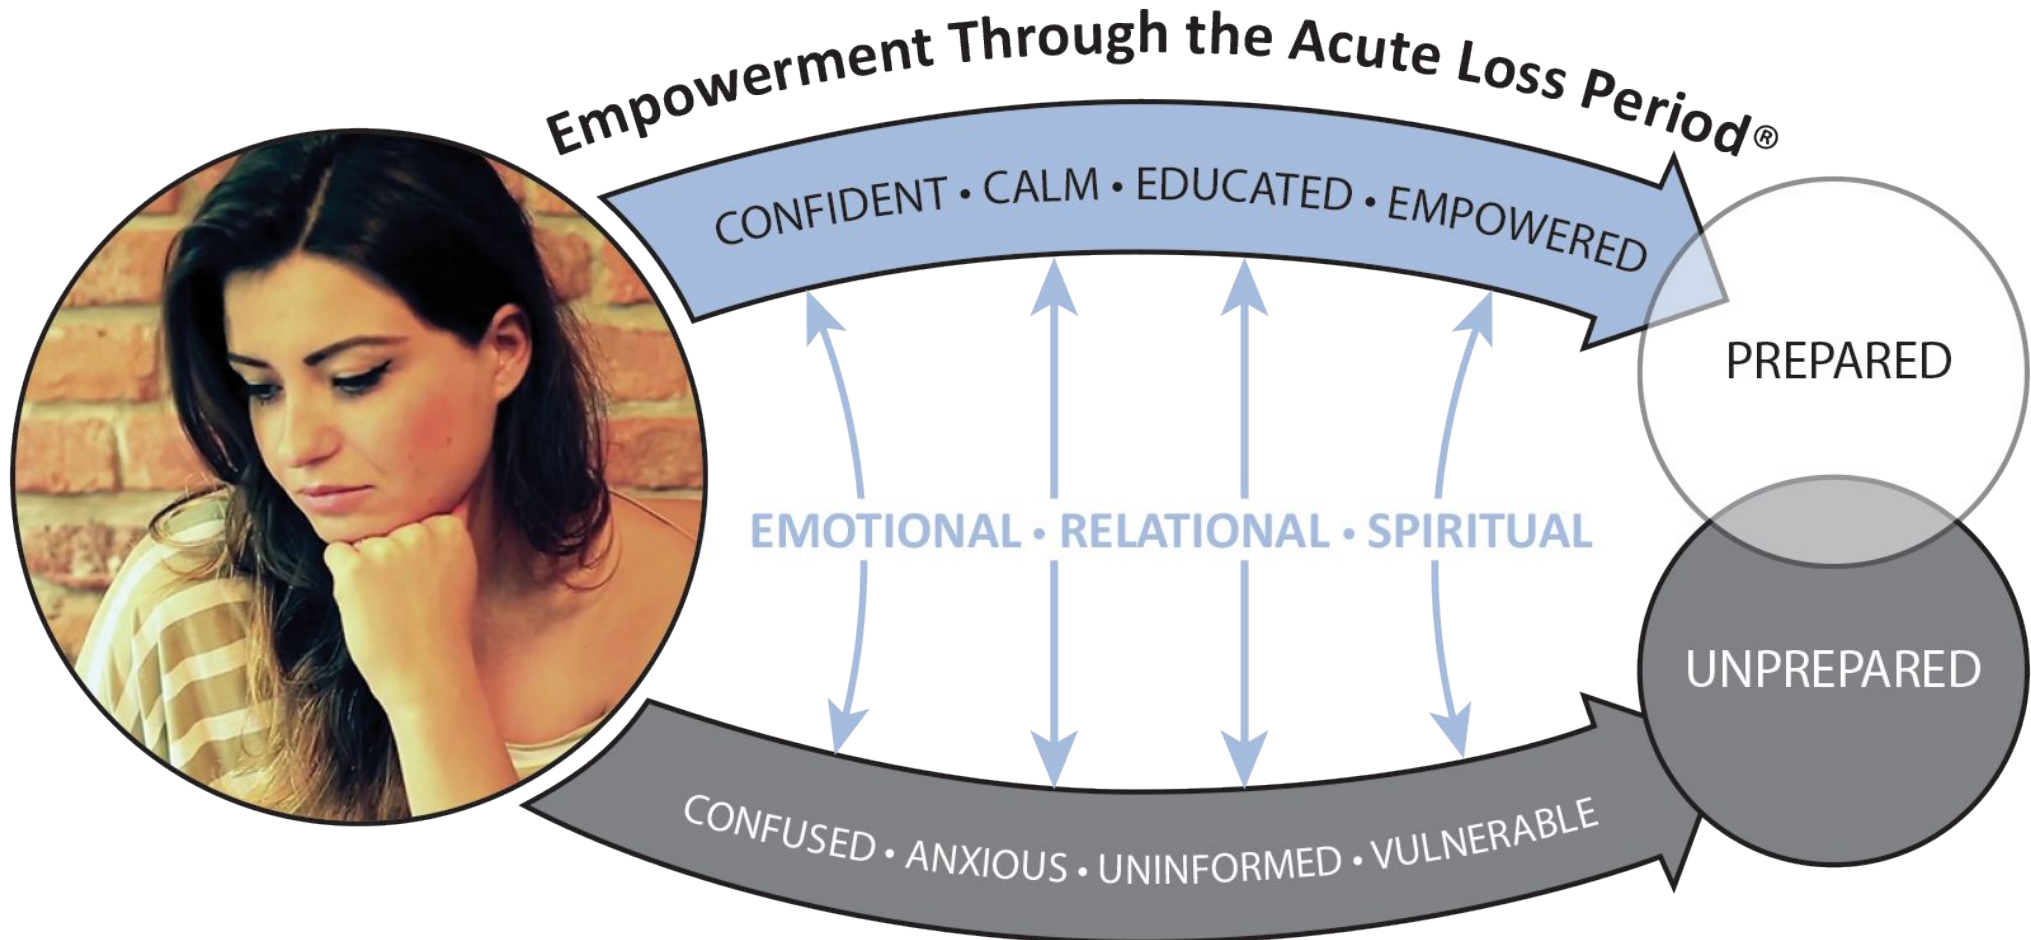 Empowerment Through the Acute Loss Period®
CONFIDENT • CALM • EDUCATED • EMPOWERED
PREPARED
EMOTIONAL • RELATIONAL • SPIRITUAL
UNPREPARED
CONFUSED • ANXIOUS • UNINFORMED • VULNERABLE